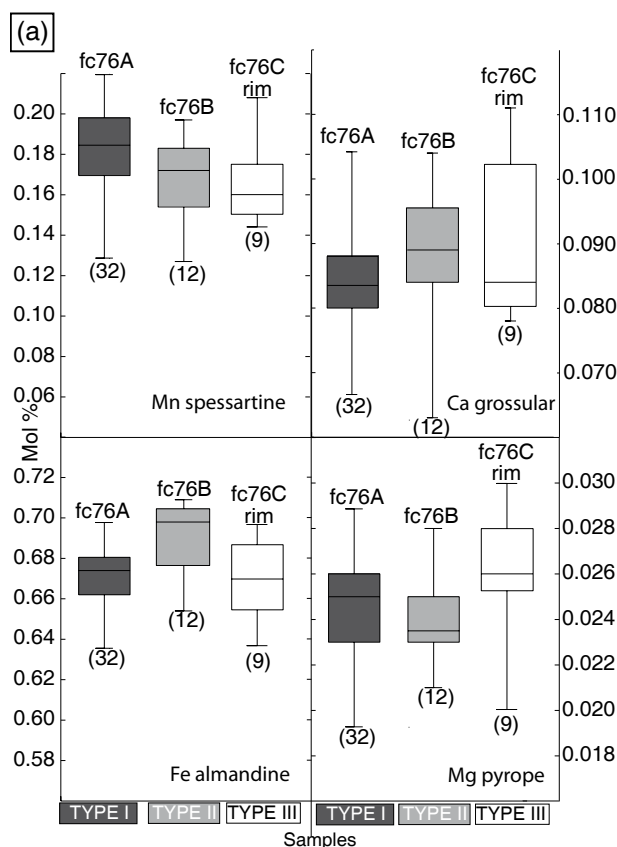 (a)
Mol %
0.20
0.18
0.16
0.14
0.12
0.10
0.08
0.06
fc76A
fc76B
fc76C
rim
(32)
(12)
(9)
Mn spessartine
fc76A
fc76B
fc76C
rim
(32)
(12)
(9)
Ca grossular
0.110
0.100
0.090
0.080
0.070
0.72
0.70
0.68
0.66
0.64
0.62
0.60
0.58
fc76A
fc76B
fc76C
rim
(32)
(12)
(9)
Fe almandine
fc76A
fc76B
fc76C
rim
(32)
(12)
(9)
Mg pyrope
0.030
0.028
0.026
0.024
0.022
0.020
0.018
TYPE I TYPE II TYPE III TYPE I TYPE II TYPE III
Samples